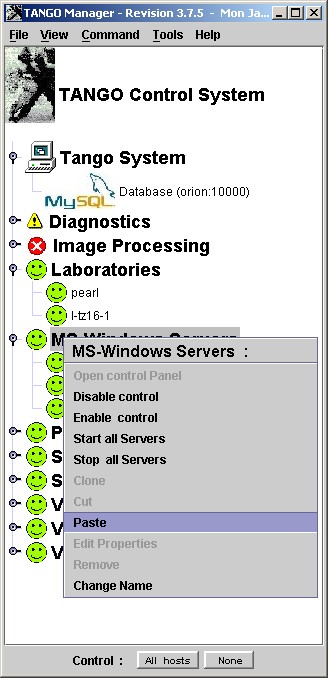 TANGO Manager - Revision 3.7.5 - Mon Ja...
File View Command Tools Help
TANGO Control System
Tango System
MySQL Database (orion:10000)
Diagnostics
Image Processing
Laboratories
pearl
l-tz16-1
MS-Windows Servers
MS-Windows Servers :
Open control Panel
Disable control
Enable control
Start all Servers
Stop all Servers
Clone
Cut
Paste
Edit Properties
Remove
Change Name
P
S
S
V
V
V
Control : All hosts None